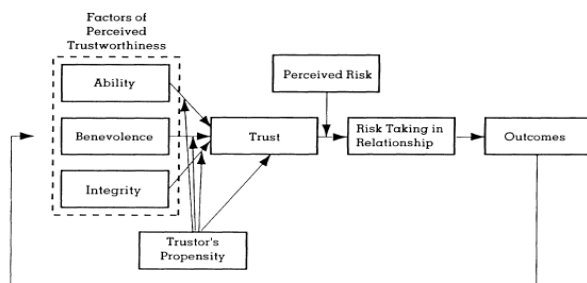 Factors of
Perceived
Trustworthiness
Ability
Benevolence
Integrity
Trustor's
Propensity
Trust
Perceived Risk
Risk Taking in
Relationship
Outcomes